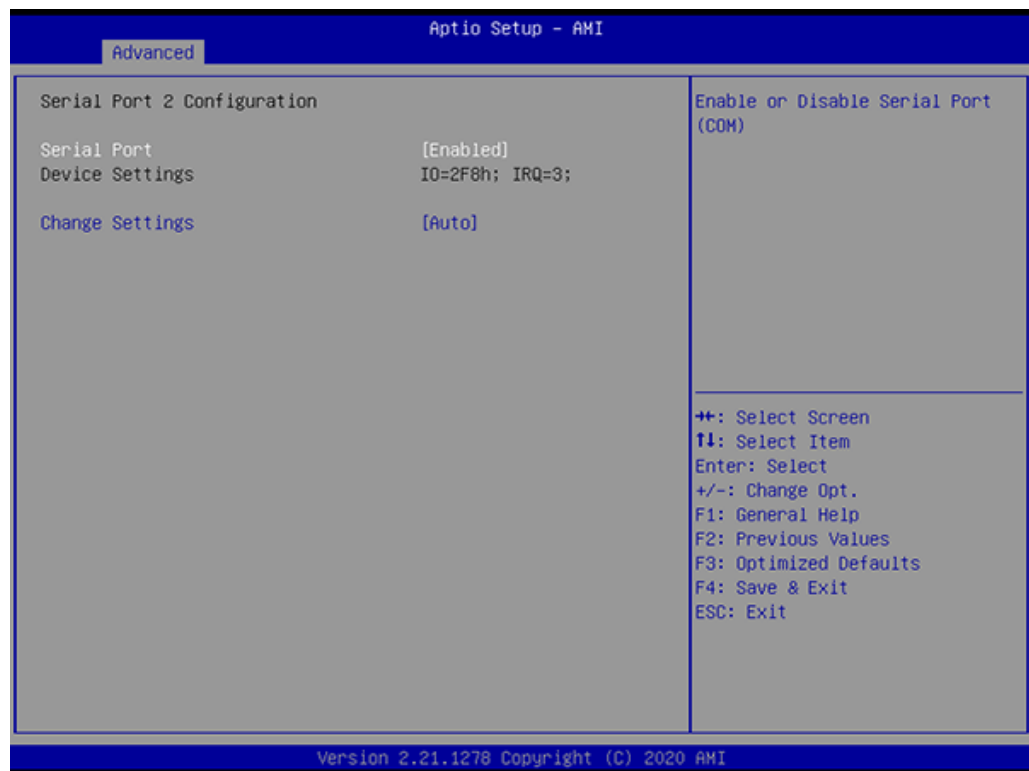 Aptio Setup - AMI
Advanced
Serial Port 2 Configuration
Serial Port [Enabled]
Device Settings IO=2F8h; IRQ=3;
Change Settings [Auto]
Enable or Disable Serial Port
(COM)
→←: Select Screen
↑↓: Select Item
Enter: Select
+/-: Change Opt.
F1: General Help
F2: Previous Values
F3: Optimized Defaults
F4: Save & Exit
ESC: Exit
Version 2.21.1278 Copyright (C) 2020 AMI